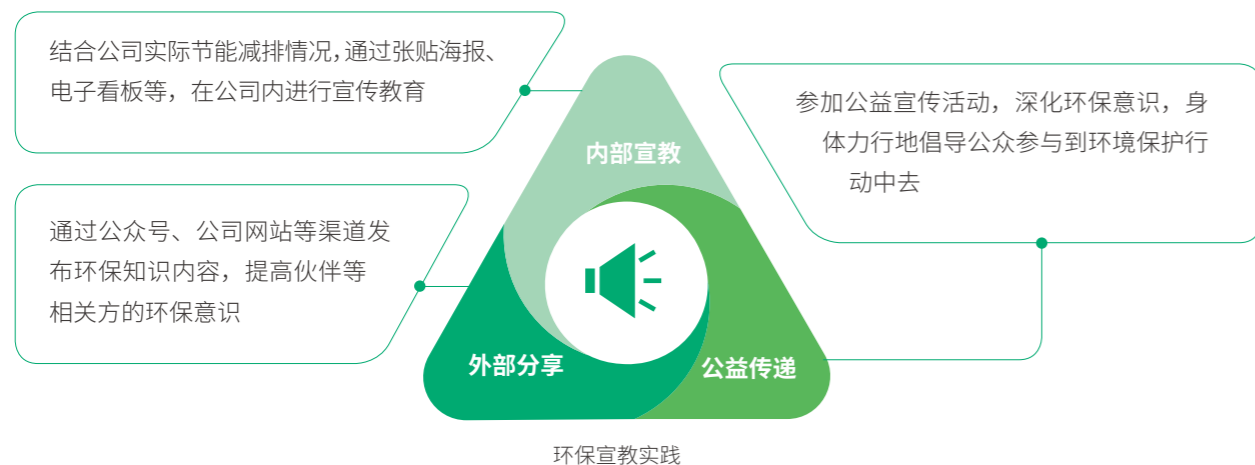 结合公司实际节能减排情况，通过张贴海报、
电子看板等，在公司内进行宣传教育
通过公众号、公司网站等渠道发
布环保知识内容，提高伙伴等
相关方的环保意识
内部宣教
外部分享
公益传递
参加公益宣传活动，深化环保意识，身
体力行地倡导公众参与到环境保护行
动中去
环保宣教实践